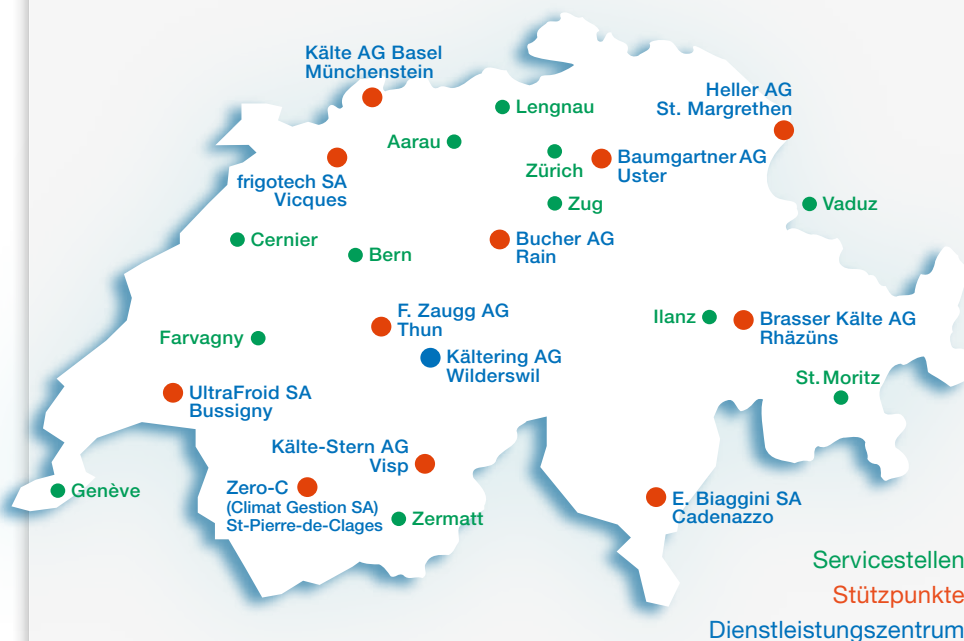 Kälte AG Basel
Münchenstein
Heller AG
St. Margrethen
Lengnau
Aarau
Zürich
Baumgartner AG
Uster
frigotech SA
Vicques
Zug
Vaduz
Cernier
Bern
Bucher AG
Rain
F. Zaugg AG
Thun
Ilanz
Brasser Kälte AG
Rhäzüns
Farvagny
Kältering AG
Wilderswil
St. Moritz
UltraFroid SA
Bussigny
Kälte-Stern AG
Visp
Genève
Zero-C
(Climat Gestion SA)
St-Pierre-de-Clages
Zermatt
E. Biaggini SA
Cadenazzo
Servicestellen
Stützpunkte
Dienstleistungszentrum